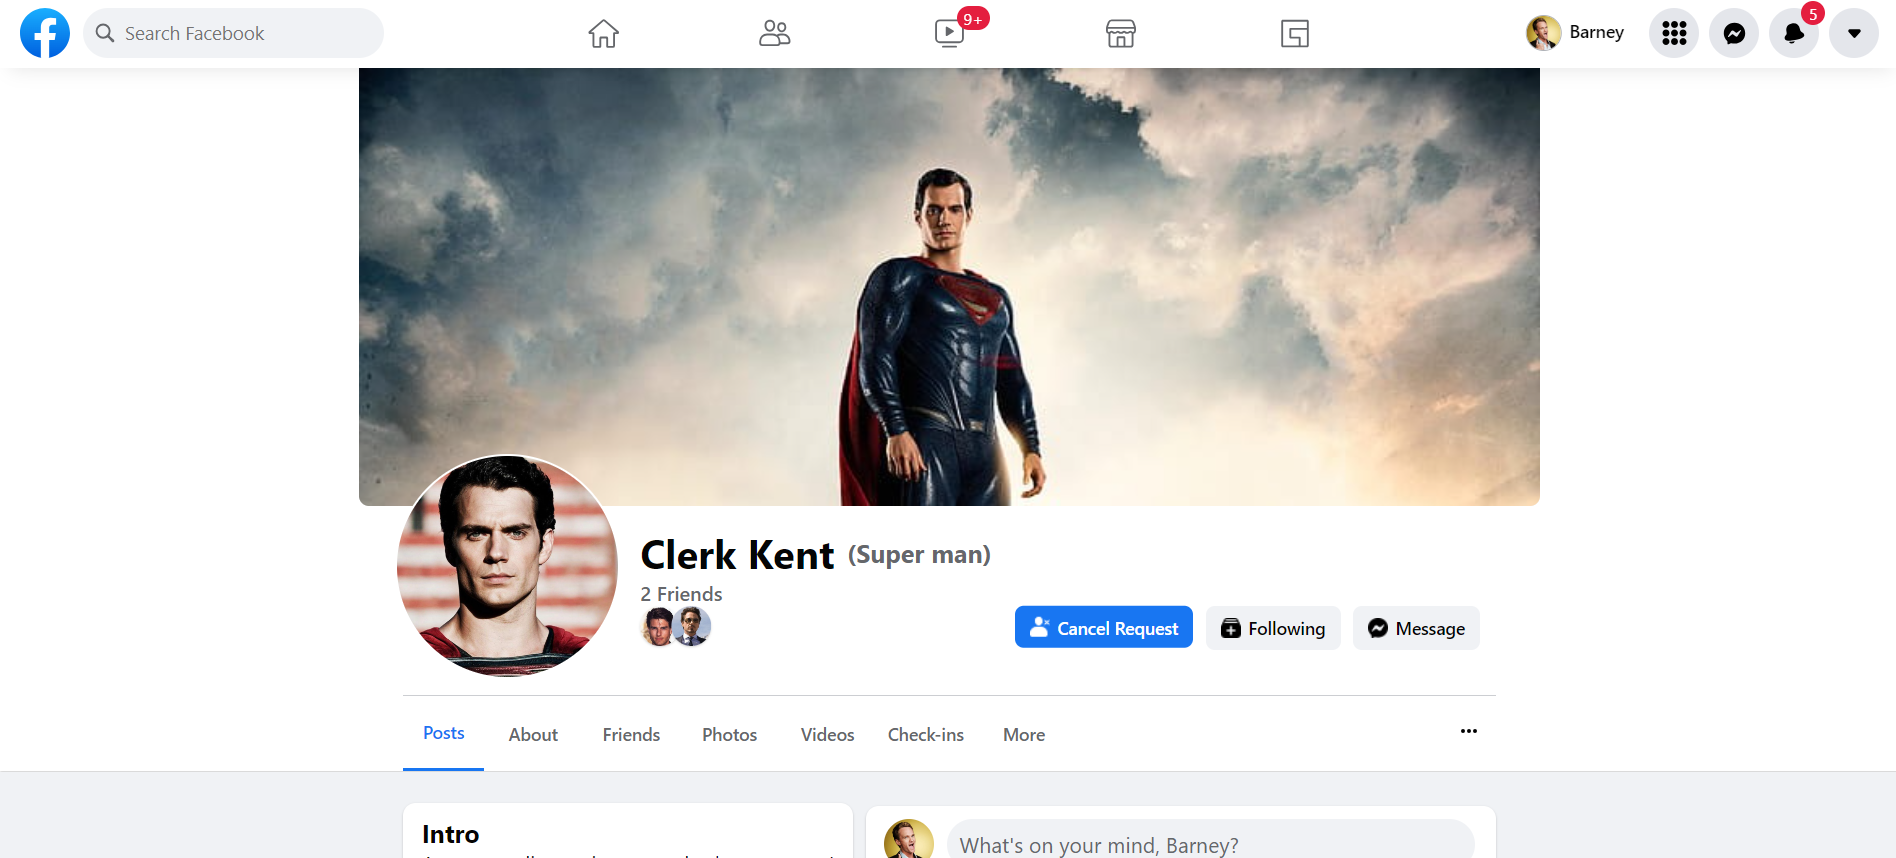 Search Facebook
9+
Barney
5
Clerk Kent (Super man)
2 Friends
Cancel Request
Following
Message
Posts
About
Friends
Photos
Videos
Check-ins
More
Intro
What's on your mind, Barney?